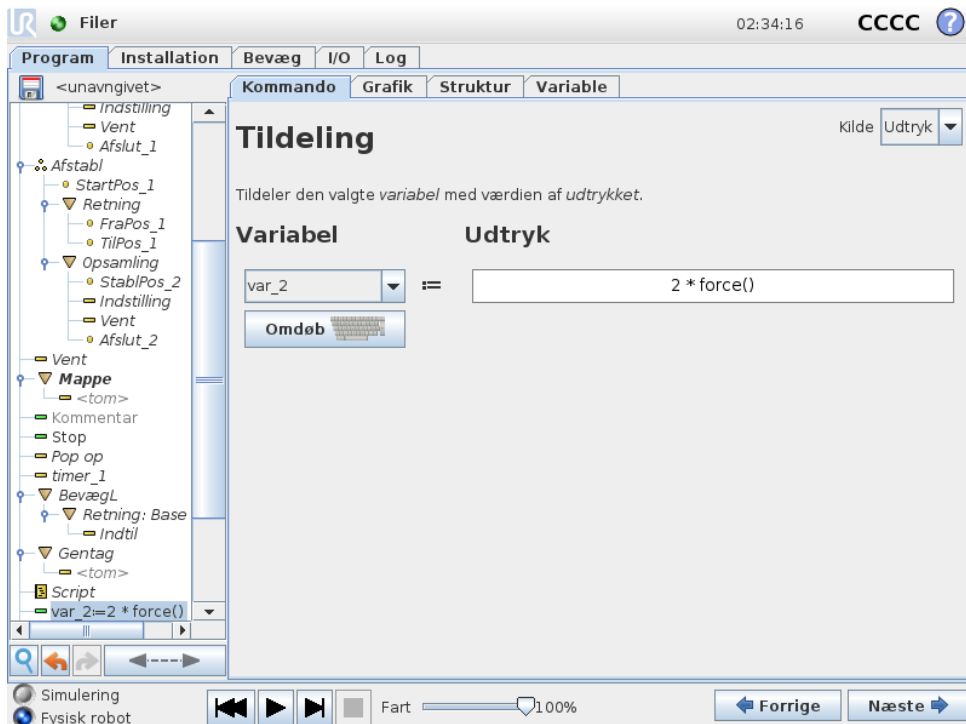 UR Filer 02:34:16 CCCC ?
Program Installation Bevæg I/O Log
<unavngivet>
Kommando Grafik Struktur Variable
Indstilling
Vent
Afslut_1
Afstabl
StartPos_1
Retning
FraPos_1
TilPos_1
Opsamling
StablPos_2
Indstilling
Vent
Afslut_2
Vent
Mappe
<tom>
Kommentar
Stop
Pop op
timer_1
BevægL
Retning: Base
Indtil
Gentag
<tom>
Script
var_2:=2 * force()
Tildeling
Kilde Udtryk
Tildeler den valgte variabel med værdien af udtrykket.
Variabel Udtryk
var_2 := 2 * force()
Omdøb
Simulering
Fysisk robot
Fart 100%
Forrige Næste